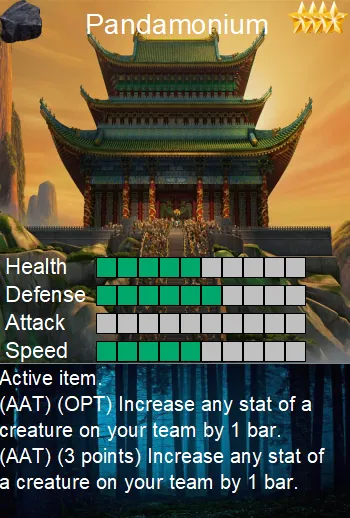 Pandamonium
Health
Defense
Attack
Speed
Active item.
(AAT) (OPT) Increase any stat of a
creature on your team by 1 bar.
(AAT) (3 points) Increase any stat of
a creature on your team by 1 bar.